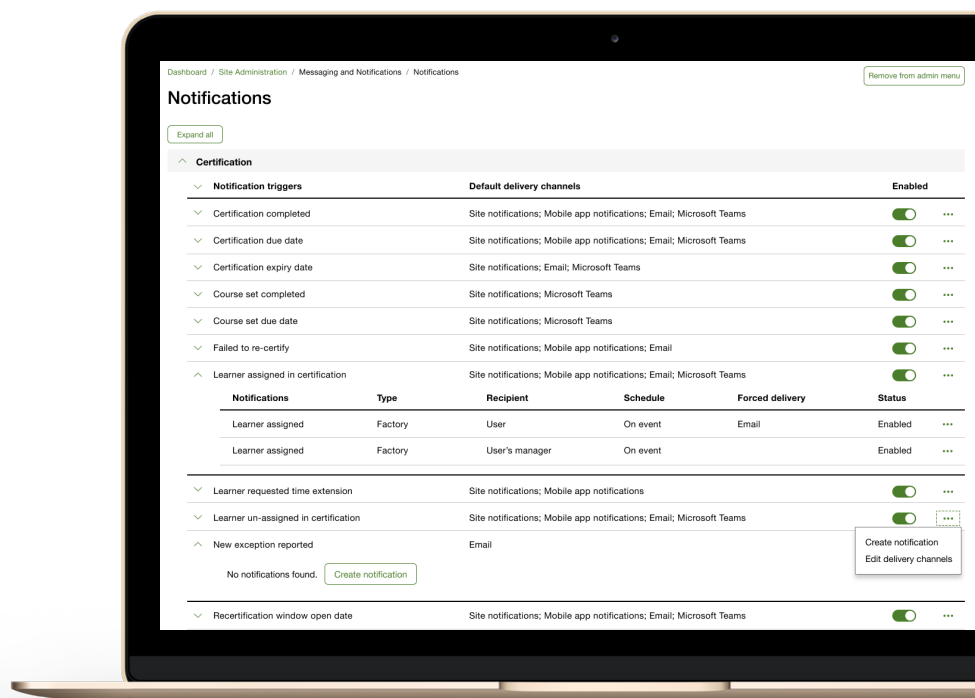 Dashboard / Site Administration / Messaging and Notifications / Notifications
Remove from admin menu
Notifications
Expand all
Certification
Notification triggers Default delivery channels Enabled
Certification completed Site notifications; Mobile app notifications; Email; Microsoft Teams
Certification due date Site notifications; Mobile app notifications; Email; Microsoft Teams
Certification expiry date Site notifications; Email; Microsoft Teams
Course set completed Site notifications; Microsoft Teams
Course set due date Site notifications; Microsoft Teams
Failed to re-certify Site notifications; Mobile app notifications; Email
Learner assigned in certification Site notifications; Mobile app notifications; Email; Microsoft Teams
Notifications Type Recipient Schedule Forced delivery Status
Learner assigned Factory User On event Email Enabled
Learner assigned Factory User's manager On event Enabled
Learner requested time extension Site notifications; Mobile app notifications
Learner un-assigned in certification Site notifications; Mobile app notifications; Email; Microsoft Teams
New exception reported Email
Create notification
Edit delivery channels
No notifications found. Create notification
Recertification window open date Site notifications; Mobile app notifications; Email; Microsoft Teams